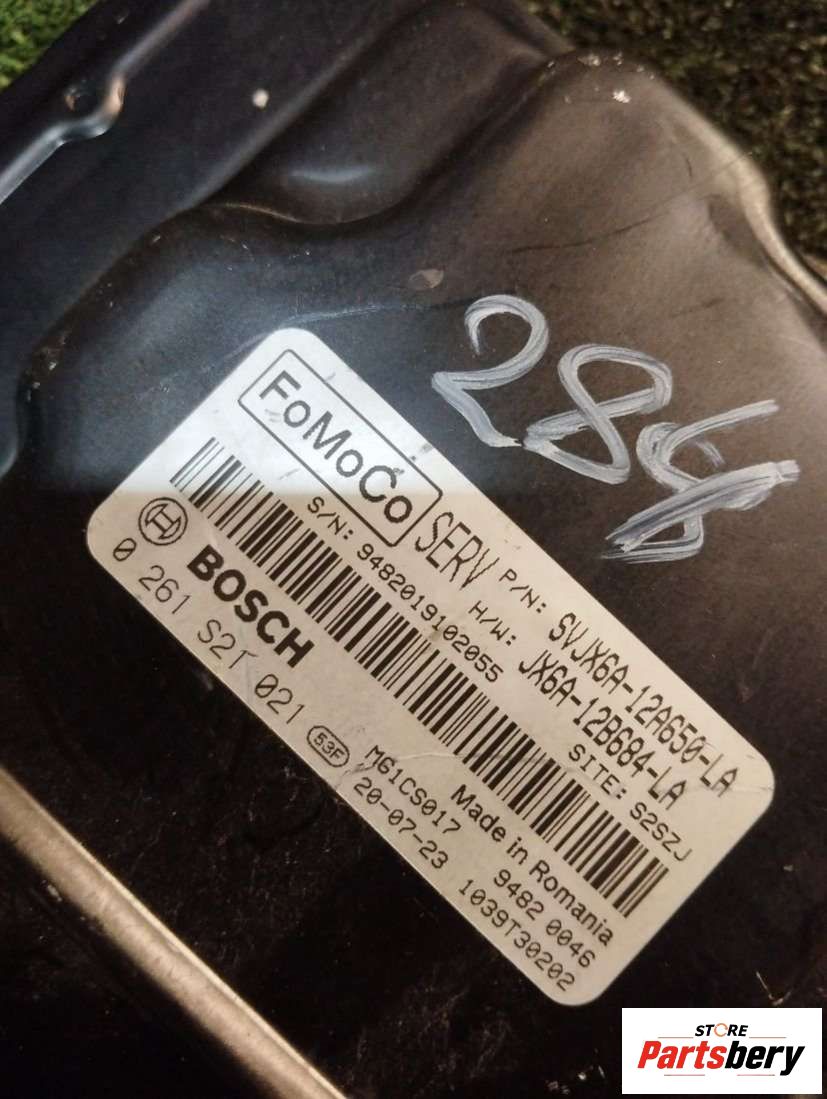 284
FoMoCo SERV P/N: SVJX6A-12A650-LA
H/W: JX6A-12B684-LA
S/N: 9482019102055 SITE: S2SZJ
BOSCH Made in Romania
0 261 S21 021 53F MG1CS017 9482 0046
20-07-23 1039T30202
STORE
Partsbery